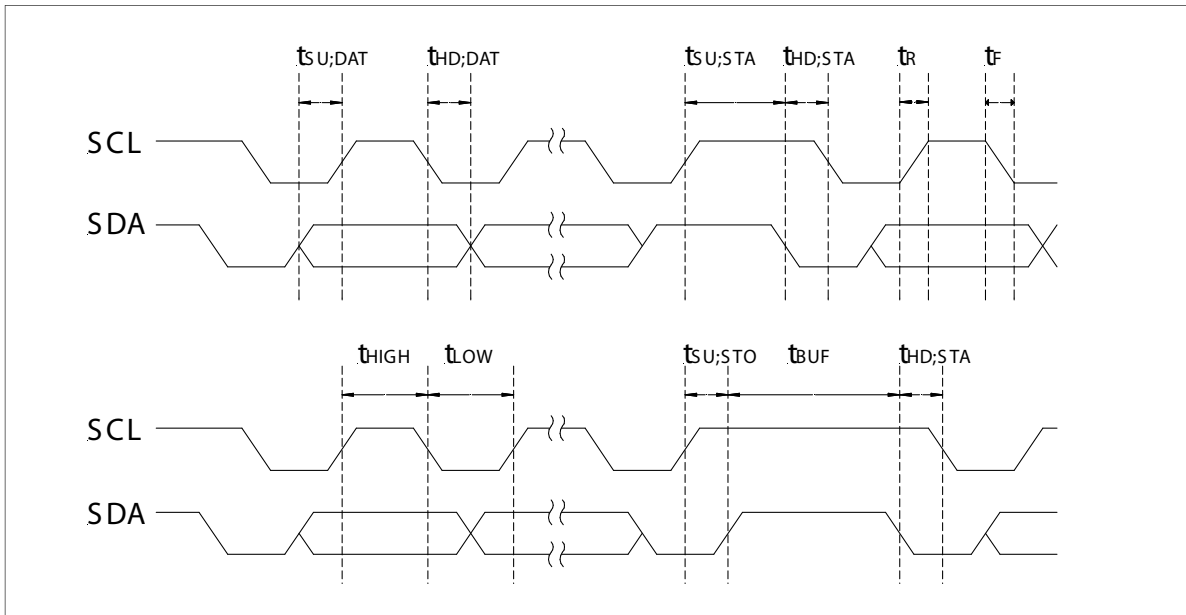 tSU;DAT tHD;DAT tSU;STA tHD;STA tR tF
SCL
SDA
tHIGH tLOW tSU;STO tBUF tHD;STA
SCL
SDA